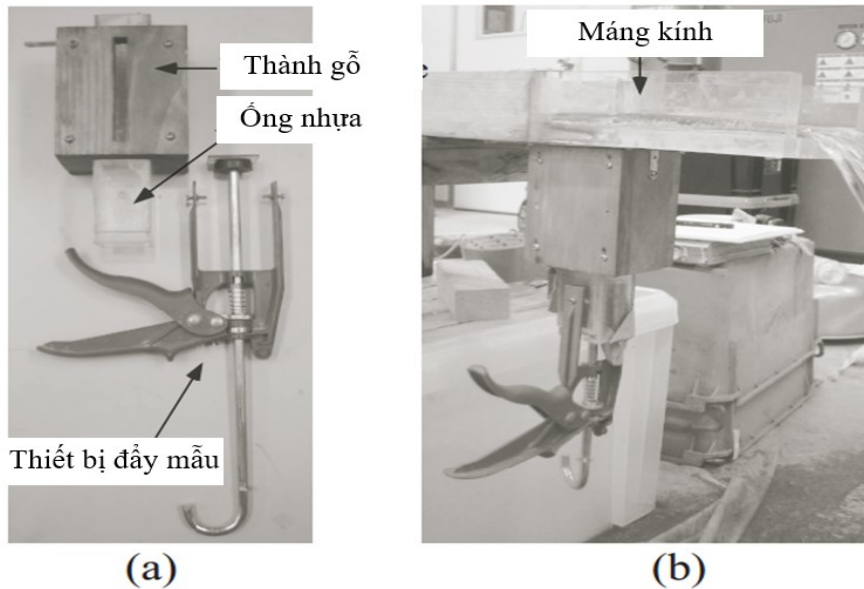 Thành gỗ
Ống nhựa
Thiết bị đẩy mẫu
(a)
Máng kính
(b)